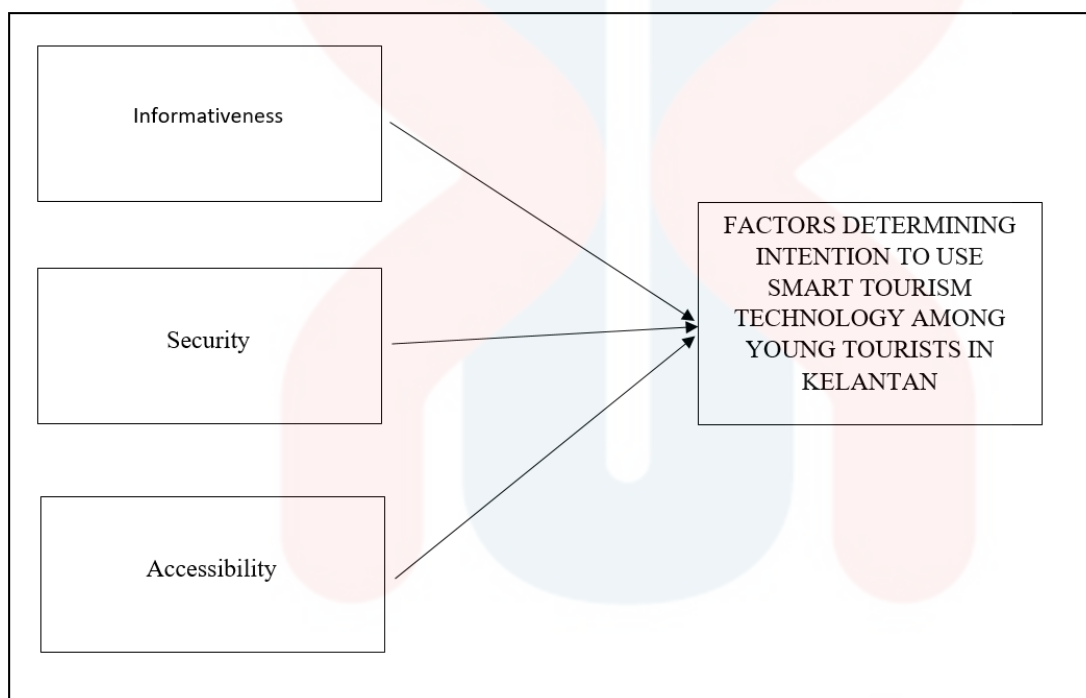 Informativeness
Security
Accessibility
FACTORS DETERMINING
INTENTION TO USE
SMART TOURISM
TECHNOLOGY AMONG
YOUNG TOURISTS IN
KELANTAN